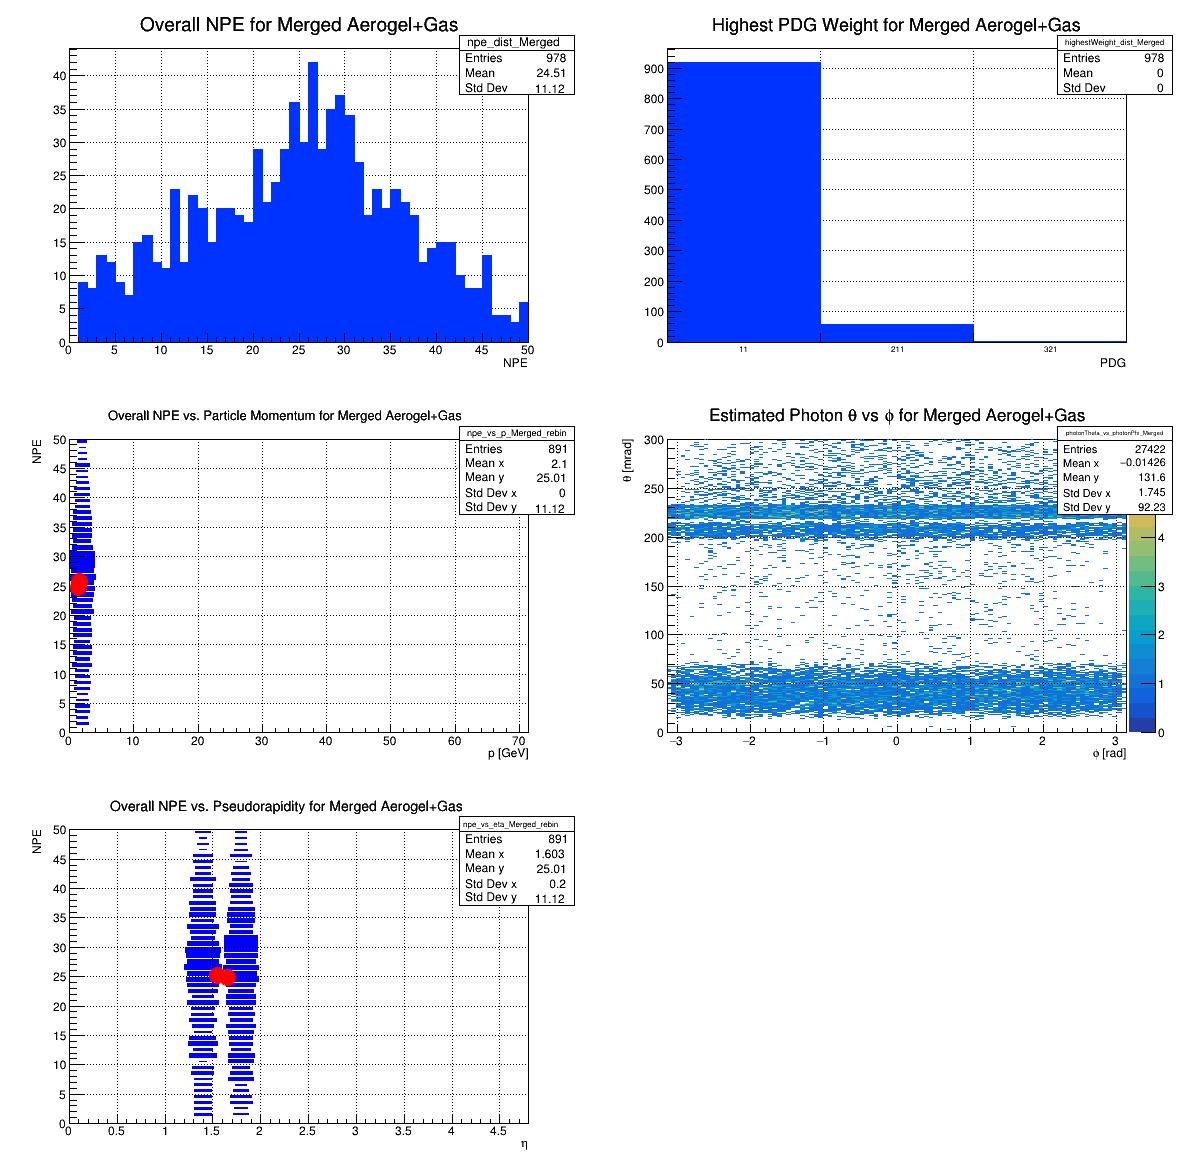 Overall NPE for Merged Aerogel+Gas
npe_dist_Merged
Entries 978
Mean 24.51
Std Dev 11.12
40
35
30
25
20
15
10
5
0
0 5 10 15 20 25 30 35 40 45 50
NPE
Highest PDG Weight for Merged Aerogel+Gas
highestWeight_dist_Merged
Entries 978
Mean 0
Std Dev 0
900
800
700
600
500
400
300
200
100
0
11 211 321
PDG
Overall NPE vs. Particle Momentum for Merged Aerogel+Gas
npe_vs_p_Merged_rebin
Entries 891
Mean x 2.1
Mean y 25.01
Std Dev x 0
Std Dev y 11.12
NPE
50
45
40
35
30
25
20
15
10
5
0
0 10 20 30 40 50 60 70
p [GeV]
Estimated Photon θ vs ϕ for Merged Aerogel+Gas
photonTheta_vs_photonPhi_Merged
Entries 27422
Mean x −0.01426
Mean y 131.6
Std Dev x 1.745
Std Dev y 92.23
θ [mrad]
300
250
200
150
100
50
0
−3 −2 −1 0 1 2 3
ϕ [rad]
4
3
2
1
0
Overall NPE vs. Pseudorapidity for Merged Aerogel+Gas
npe_vs_eta_Merged_rebin
Entries 891
Mean x 1.603
Mean y 25.01
Std Dev x 0.2
Std Dev y 11.12
NPE
50
45
40
35
30
25
20
15
10
5
0
0 0.5 1 1.5 2 2.5 3 3.5 4 4.5
η